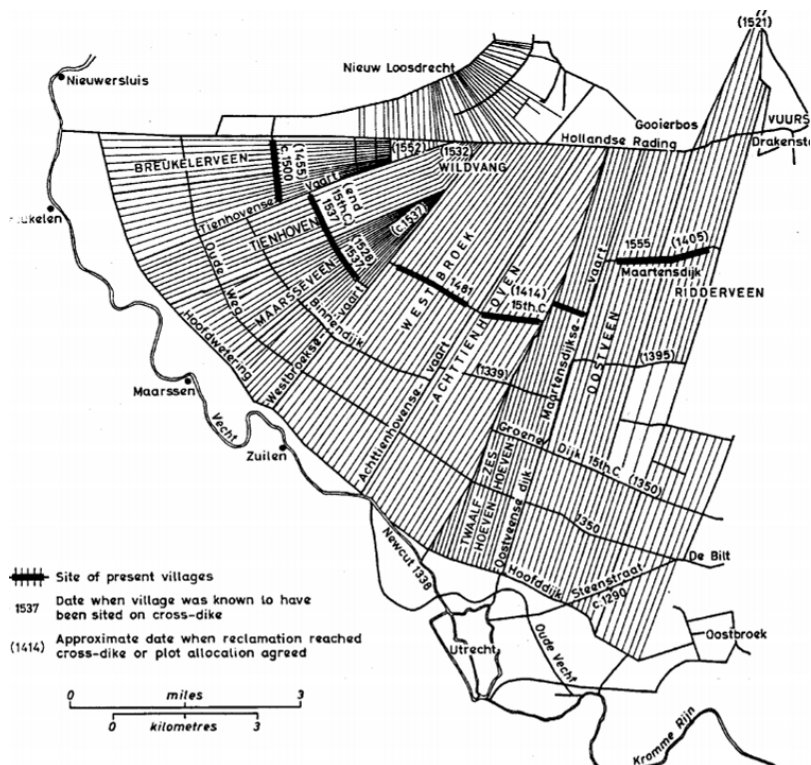 (1521)
Nieuwersluis
Nieuw Loosdrecht
Gooierbos
VUURS
Drakenste
Hollandse Rading
(1552)
1532
WILDVANG
BREUKELERVEEN
c.1500
(1455)
Tienhovense Vaart
(end
15th.C)
1537
ukelen
TIENHOVEN
1528
1537
(c.1537)
Oude weg
MAARSSEVEEN
Binnendijk
Hoofdwetering
Westbroekse-vaart
WESTBROEK
1481
(1414)
15th.C.
ACHTTIENHOVEN
Maartensdijkse-vaart
1555
(1405)
Maartensdijk
RIDDERVEEN
OOSTVEEN
(1395)
(1339)
Maarssen
Vecht
Zuilen
Achttienhovense-vaart
Groene Dijk 15th.C (1350)
ZES
HOEVEN
TWAALF
HOEVEN
Oostveense dijk
1350
De Bilt
Newcut 1338
Hoofddijk
Steenstraat
c.1290
Oostbroek
Utrecht
Oude Vecht
Kromme Rijn
Site of present villages
1537 Date when village was known to have
been sited on cross-dike
(1414) Approximate date when reclamation reached
cross-dike or plot allocation agreed
0 miles 3
0 kilometres 3